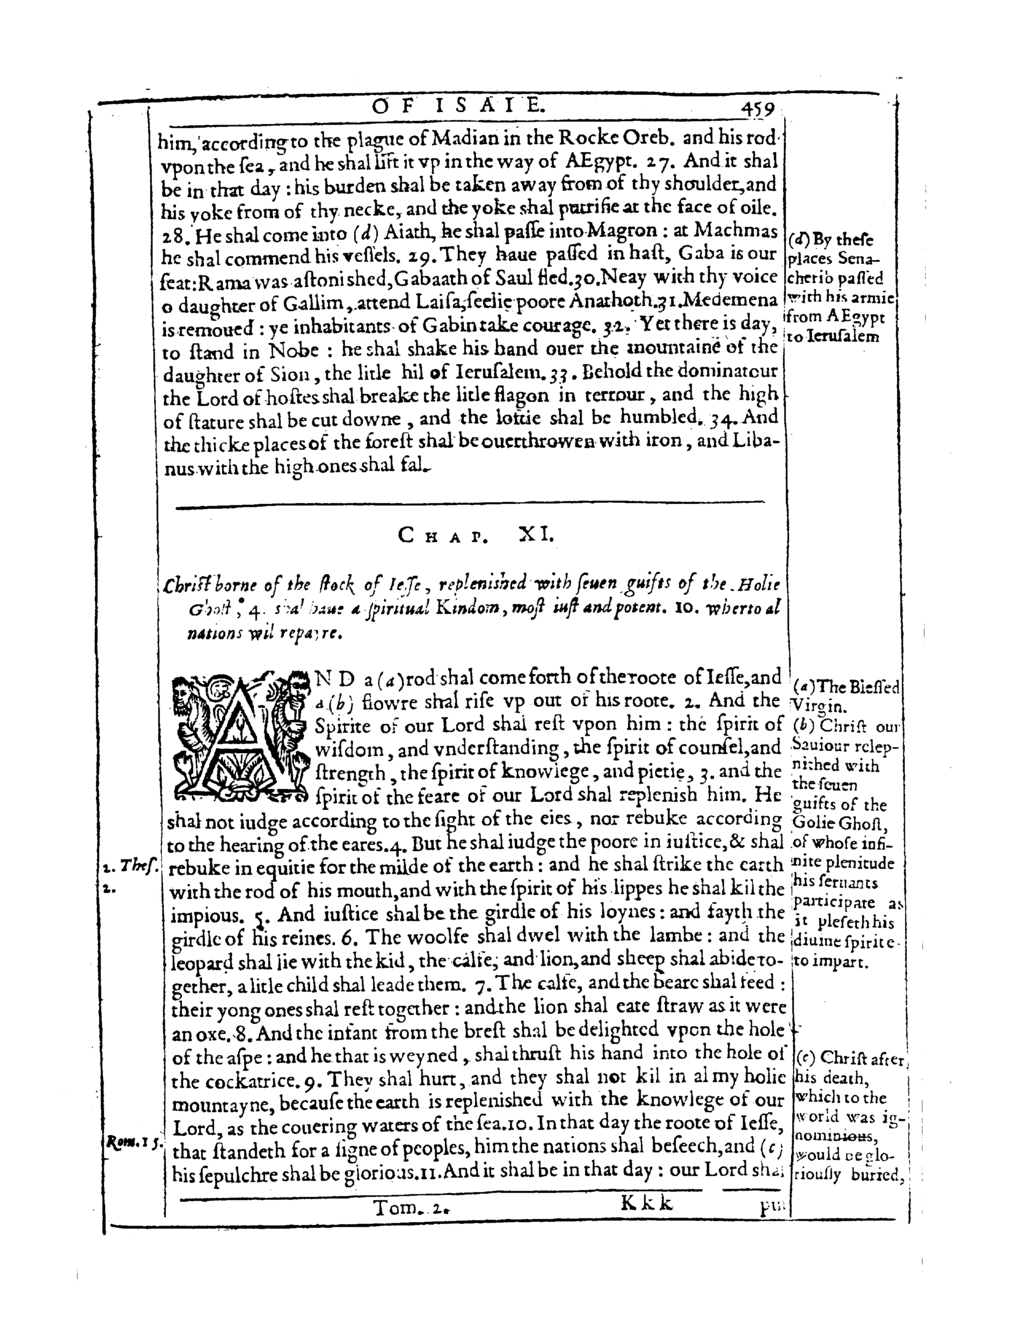 OF ISAIE. 459
him, according to the plague of Madian in the Rocke Oreb. and his rod
vpon the ſea, and he shal lift it vp in the way of AEgypt. 27. And it shal
be in that day : his burden shal be taken away from of thy shoulder, and
his yoke from of thy necke, and the yoke shal putrifie at the face of oile.
28. He shal come into (d) Aiath, he shal paſſe into Magron : at Machmas
he shal commend his veſſels. 29. They haue paſſed in haſt, Gaba is our
ſeat: Rama was aſtonished, Gabaath of Saul fled. 30. Neay with thy voice
o daughter of Gallim, attend Laiſa, ſeelie poore Anathoth. 31. Medemena
is remoued : ye inhabitants of Gabin take courage. 32. Yet there is day,
to ſtand in Nobe : he shal shake his hand ouer the mountaine of the
daughter of Sion, the litle hil of Ieruſalem. 33. Behold the dominatour
the Lord of hoſtes shal breake the litle flagon in terrour, and the high
of ſtature shal be cut downe, and the loftie shal be humbled. 34. And
the thicke places of the foreſt shal be ouerthrowen with iron, and Liba-
nus with the high ones shal fal.
(d) By theſe
places Sena-
cherib paſſed
with his armie
from AEgypt
to Ieruſalem
CHAP. XI.
Chriſt borne of the ſtock of Ieſſe, replenished with ſeuen guifts of the Holie
Ghoſt, 4. shal haue a ſpiritual Kindom, moſt iuſt and potent. 10. wherto al
nations wil repayre.
AND a (a) rod shal come forth of the roote of Ieſſe, and
a (b) flowre shal riſe vp out of his roote. 2. And the
Spirite of our Lord shal reſt vpon him : the ſpirit of
wiſdom, and vnderſtanding, the ſpirit of counſel, and
ſtrength, the ſpirit of knowlege, and pietie, 3. and the
ſpirit of the feare of our Lord shal replenish him. He
shal not iudge according to the ſight of the eies, nor rebuke according
to the hearing of the eares. 4. But he shal iudge the poore in iuſtice, & shal
rebuke in equitie for the milde of the earth : and he shal ſtrike the earth
with the rod of his mouth, and with the ſpirit of his lippes he shal kil the
impious. 5. And iuſtice shal be the girdle of his loynes : and fayth the
girdle of his reines. 6. The woolfe shal dwel with the lambe : and the
leopard shal lie with the kid, the calfe, and lion, and sheep shal abide to-
gether, a litle child shal leade them. 7. The calfe, and the beare shal feed :
their yong ones shal reſt together : and the lion shal eate ſtraw as it were
an oxe. 8. And the infant from the breſt shal be delighted vpon the hole
of the aſpe : and he that is weyned, shal thruſt his hand into the hole of
the cockatrice. 9. They shal hurt, and they shal not kil in al my holie
mountayne, becauſe the earth is replenished with the knowlege of our
Lord, as the couering waters of the ſea. 10. In that day the roote of Ieſſe,
that ſtandeth for a ſigne of peoples, him the nations shal beſeech, and (c)
his ſepulchre shal be glorious. 11. And it shal be in that day : our Lord shal
(a) The Bleſſed
Virgin.
(b) Chriſt our
Sauiour relep-
nished with
the ſeuen
guifts of the
Golie Ghoſt,
of whoſe infi-
nite plenitude
his ſeruants
participate as
it pleſeth his
diuine ſpirite
to impart.
(c) Chriſt after
his death,
which to the
world was ig-
nominious,
would be glo-
riouſly buried,
2. Theſ.
2.
Rom. 15.
Tom. 2. Kkk put